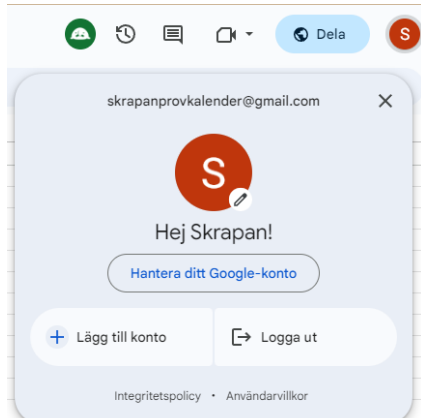 Dela
S
skrapanprovkalender@gmail.com
S
Hej Skrapan!
Hantera ditt Google-konto
Lägg till konto
Logga ut
Integritetspolicy • Användarvillkor